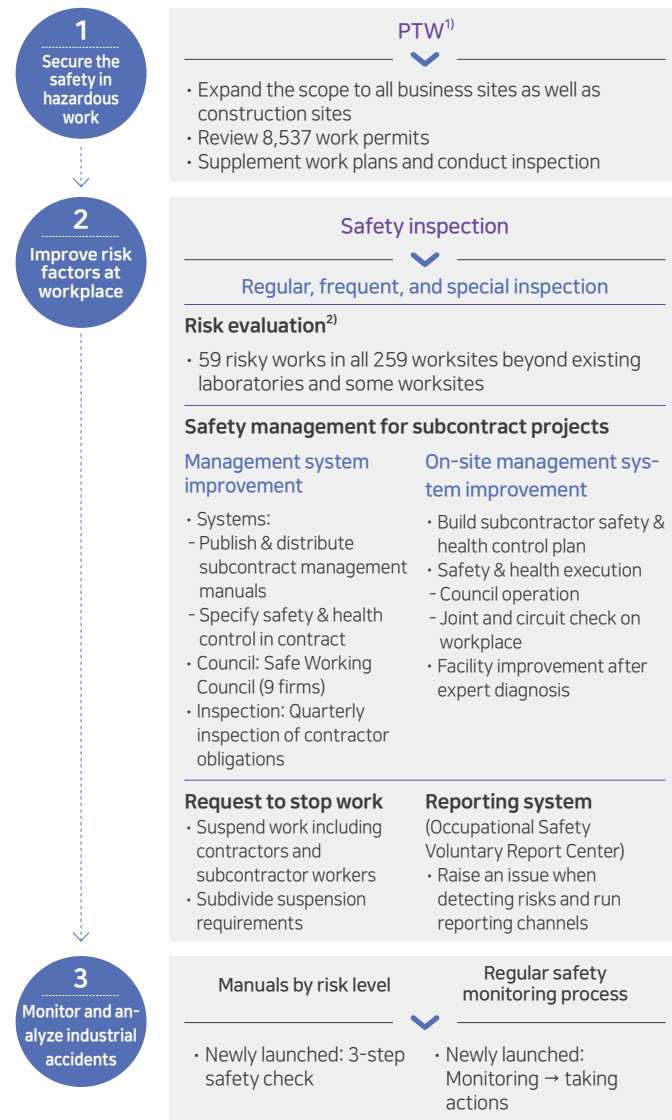 1
Secure the
safety in
hazardous
work
PTW1)
· Expand the scope to all business sites as well as
construction sites
· Review 8,537 work permits
· Supplement work plans and conduct inspection
2
Improve risk
factors at
workplace
Safety inspection
Regular, frequent, and special inspection
Risk evaluation2)
· 59 risky works in all 259 worksites beyond existing
laboratories and some worksites
Safety management for subcontract projects
Management system
improvement
· Systems:
- Publish & distribute
subcontract management
manuals
- Specify safety & health
control in contract
· Council: Safe Working
Council (9 firms)
· Inspection: Quarterly
inspection of contractor
obligations
On-site management sys-
tem improvement
· Build subcontractor safety &
health control plan
· Safety & health execution
- Council operation
- Joint and circuit check on
workplace
· Facility improvement after
expert diagnosis
Request to stop work
· Suspend work including
contractors and
subcontractor workers
· Subdivide suspension
requirements
Reporting system
(Occupational Safety
Voluntary Report Center)
· Raise an issue when
detecting risks and run
reporting channels
3
Monitor and an-
alyze industrial
accidents
Manuals by risk level
· Newly launched: 3-step
safety check
Regular safety
monitoring process
· Newly launched:
Monitoring → taking
actions